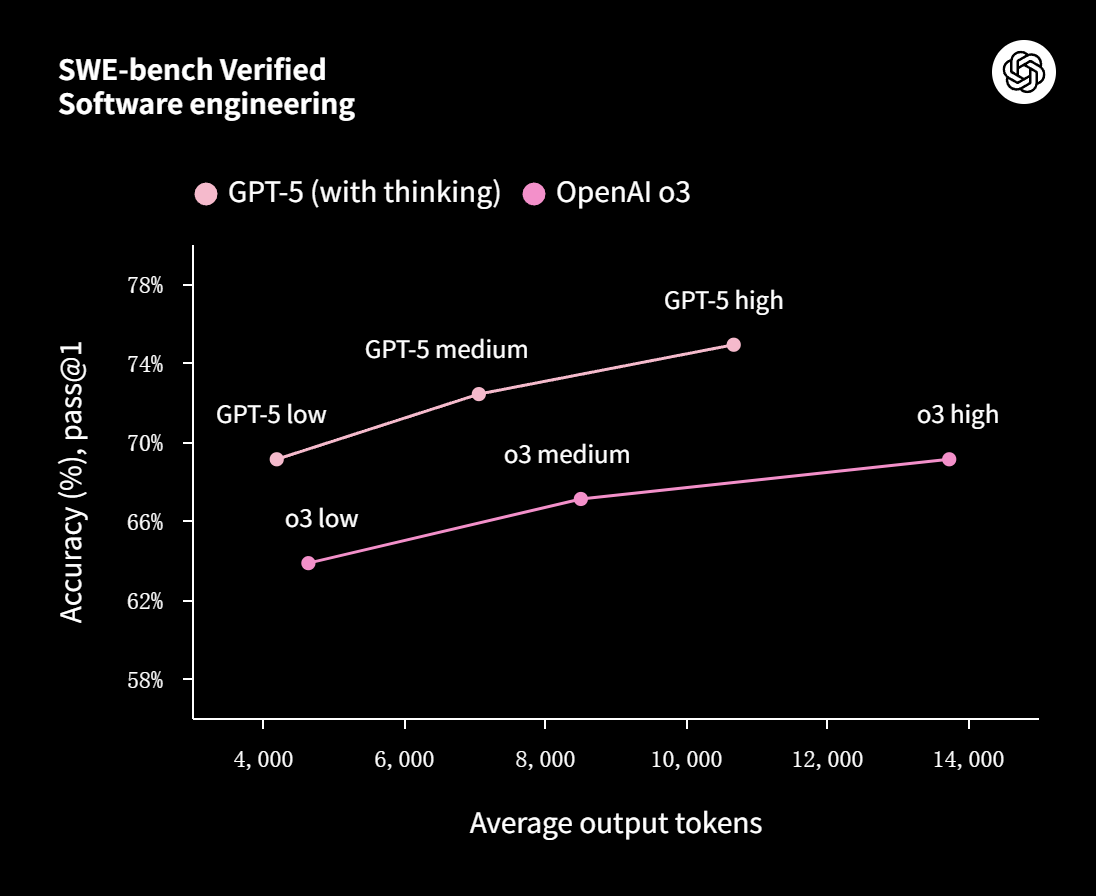 SWE-bench Verified
Software engineering
GPT-5 (with thinking) OpenAI o3
78%
74%
70%
66%
62%
58%
Accuracy (%), pass@1
GPT-5 high
GPT-5 medium
GPT-5 low
o3 high
o3 medium
o3 low
4, 000 6, 000 8, 000 10, 000 12, 000 14, 000
Average output tokens